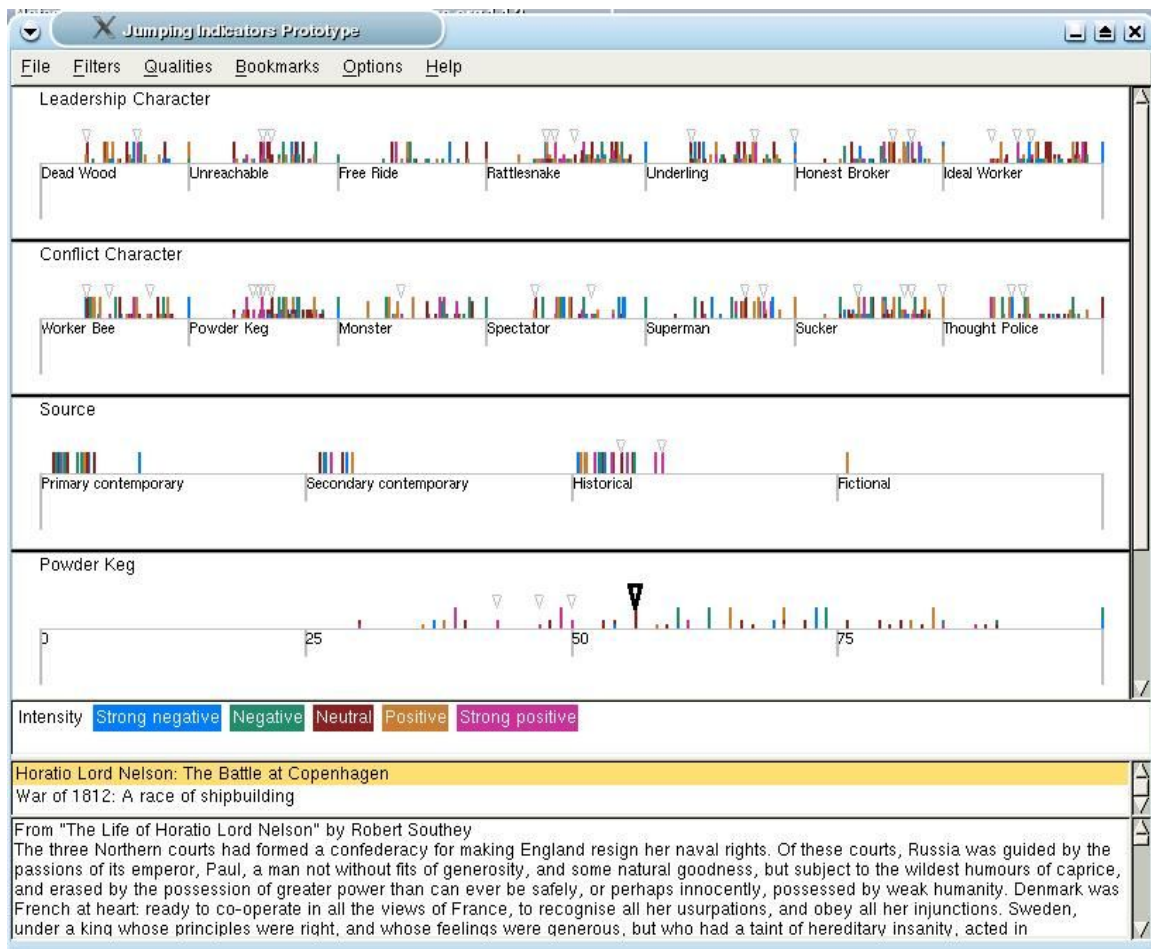 Jumping Indicators Prototype
File Filters Qualities Bookmarks Options Help
Leadership Character
Dead Wood Unreachable Free Ride Rattlesnake Underling Honest Broker Ideal Worker
Conflict Character
Worker Bee Powder Keg Monster Spectator Superman Sucker Thought Police
Source
Primary contemporary Secondary contemporary Historical Fictional
Powder Keg
0 25 50 75
Intensity Strong negative Negative Neutral Positive Strong positive
Horatio Lord Nelson: The Battle at Copenhagen
War of 1812: A race of shipbuilding
From "The Life of Horatio Lord Nelson" by Robert Southey
The three Northern courts had formed a confederacy for making England resign her naval rights. Of these courts, Russia was guided by the
passions of its emperor, Paul, a man not without fits of generosity, and some natural goodness, but subject to the wildest humours of caprice,
and erased by the possession of greater power than can ever be safely, or perhaps innocently, possessed by weak humanity. Denmark was
French at heart: ready to co-operate in all the views of France, to recognise all her usurpations, and obey all her injunctions. Sweden,
under a king whose principles were right, and whose feelings were generous, but who had a taint of hereditary insanity, acted in